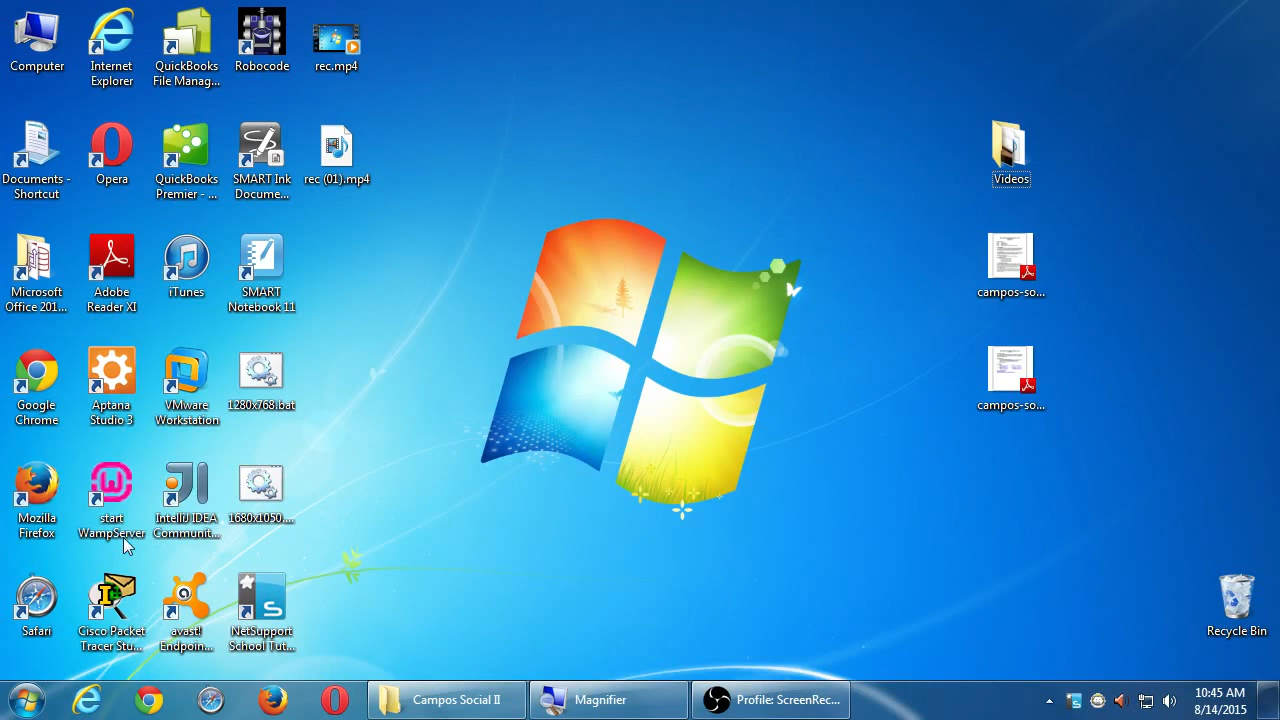 Computer
Internet
Explorer
QuickBooks
File Manag...
Robocode
rec.mp4
Documents -
Shortcut
Opera
QuickBooks
Premier - ...
SMART Ink
Docume...
rec (01).mp4
Videos
Microsoft
Office 201...
Adobe
Reader XI
iTunes
SMART
Notebook 11
campos-so...
Google
Chrome
Aptana
Studio 3
VMware
Workstation
1280x768.bat
campos-so...
Mozilla
Firefox
start
WampServer
IntelliJ IDEA
Communit...
1680x1050....
Safari
Cisco Packet
Tracer Stu...
avast!
Endpoin...
NetSupport
School Tut...
Recycle Bin
Campos Social II
Magnifier
Profile: ScreenRec...
10:45 AM
8/14/2015